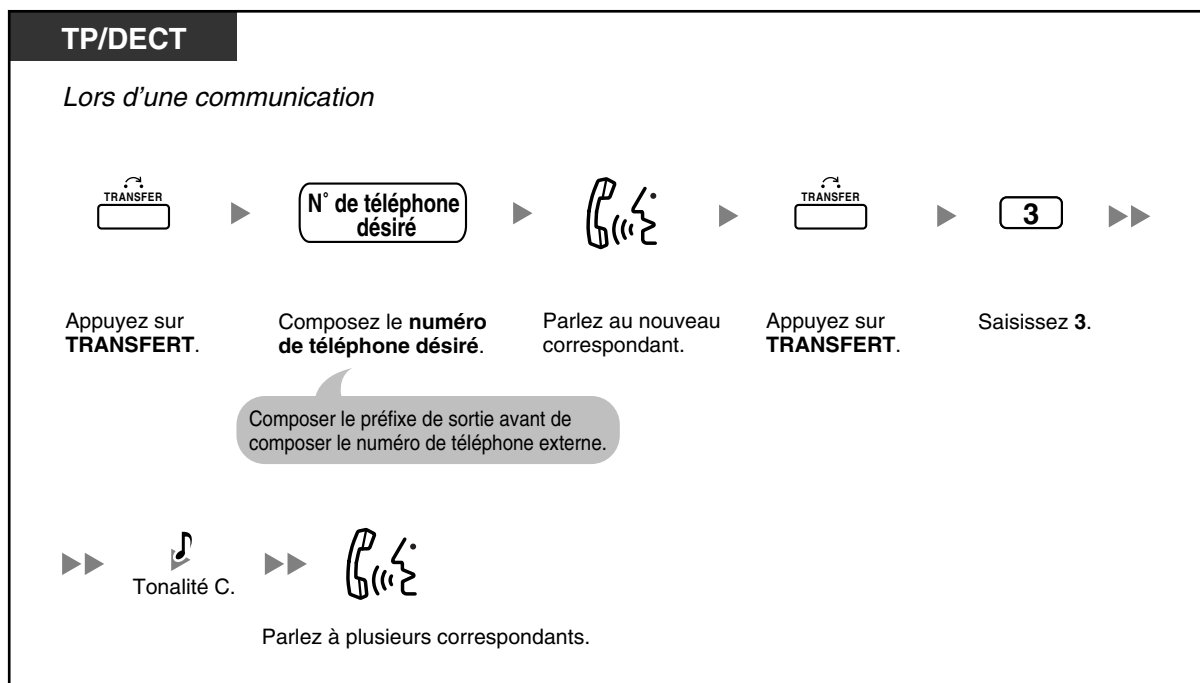 TP/DECT
Lors d'une communication
TRANSFER
N° de téléphone
désiré
TRANSFER
3
Appuyez sur
TRANSFERT.
Composez le numéro
de téléphone désiré.
Parlez au nouveau
correspondant.
Appuyez sur
TRANSFERT.
Saisissez 3.
Composer le préfixe de sortie avant de
composer le numéro de téléphone externe.
Tonalité C.
Parlez à plusieurs correspondants.